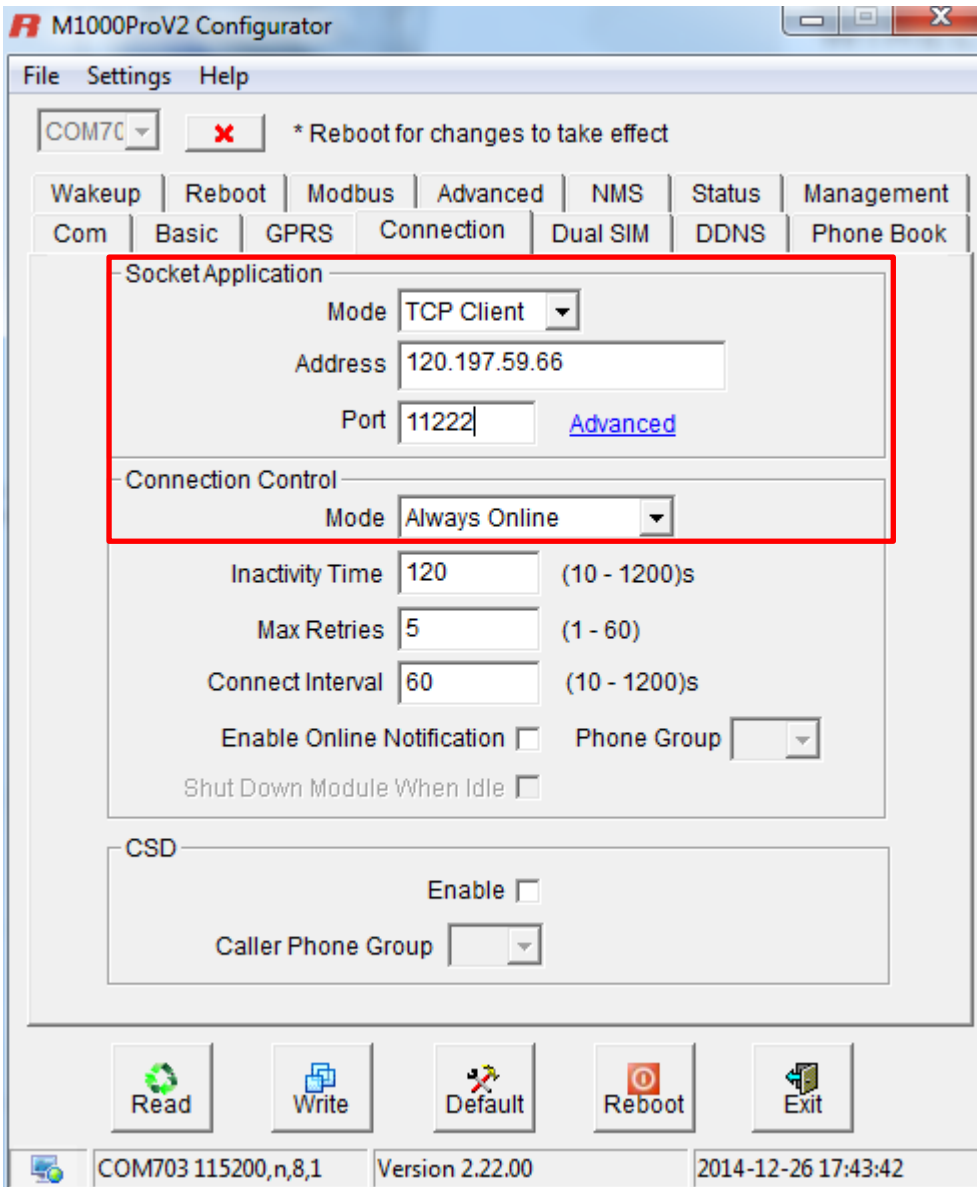 M1000ProV2 Configurator
File Settings Help
COM70 * Reboot for changes to take effect
Wakeup Reboot Modbus Advanced NMS Status Management
Com Basic GPRS Connection Dual SIM DDNS Phone Book
Socket Application
Mode TCP Client
Address 120.197.59.66
Port 11222 Advanced
Connection Control
Mode Always Online
Inactivity Time 120 (10 - 1200)s
Max Retries 5 (1 - 60)
Connect Interval 60 (10 - 1200)s
Enable Online Notification Phone Group
Shut Down Module When Idle
CSD
Enable
Caller Phone Group
Read Write Default Reboot Exit
COM703 115200,n,8,1 Version 2.22.00 2014-12-26 17:43:42